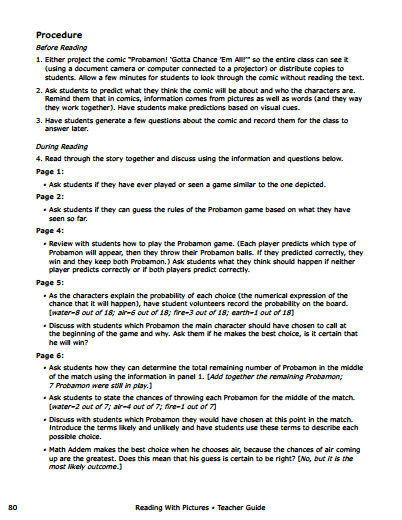 Procedure
Before Reading
1. Either project the comic “Probamon! ‘Gotta Chance ’Em All!’” so the entire class can see it
(using a document camera or computer connected to a projector) or distribute copies to
students. Allow a few minutes for students to look through the comic without reading the text.
2. Ask students to predict what they think the comic will be about and who the characters are.
Remind them that in comics, information comes from pictures as well as words (and they way
they work together). Have students make predictions based on visual cues.
3. Have students generate a few questions about the comic and record them for the class to
answer later.
During Reading
4. Read through the story together and discuss using the information and questions below.
Page 1:
• Ask students if they have ever played or seen a game similar to the one depicted.
Page 2:
• Ask students if they can guess the rules of the Probamon game based on what they have
seen so far.
Page 4:
• Review with students how to play the Probamon game. (Each player predicts which type of
Probamon will appear, then they throw their Probamon balls. If they predicted correctly, they
win and they keep both Probamon.) Ask students what they think should happen if neither
player predicts correctly or if both players predict correctly.
Page 5:
• As the characters explain the probability of each choice (the numerical expression of the
chance that it will happen), have student volunteers record the probability on the board.
[water–8 out of 18; air–6 out of 18; fire–3 out of 18; earth–1 out of 18]
• Discuss with students which Probamon the main character should have chosen to call at
the beginning of the game and why. Ask them if he makes the best choice, is it certain that
he will win?
Page 6:
• Ask students how they can determine the total remaining number of Probamon in the middle
of the match using the information in panel 1. [Add together the remaining Probamon;
7 Probamon were still in play.]
• Ask students to state the chances of throwing each Probamon for the middle of the match.
[water–2 out of 7; air–4 out of 7; fire–1 out of 7]
• Discuss with students which Probamon they would have chosen at this point in the match.
Introduce the terms likely and unlikely and have students use these terms to describe each
possible choice.
• Math Addem makes the best choice when he chooses air, because the chances of air coming
up are the greatest. Does this mean that his guess is certain to be right? [No, but it is the
most likely outcome.]
80 Reading With Pictures • Teacher Guide